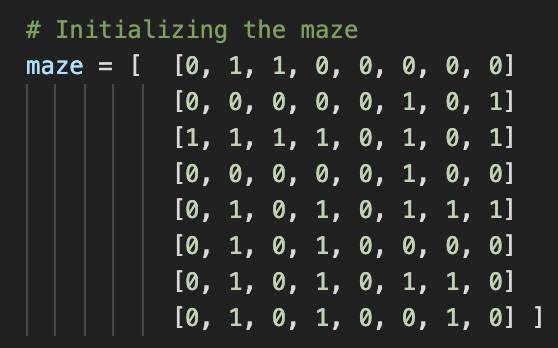 # Initializing the maze
maze = [  [0, 1, 1, 0, 0, 0, 0, 0]
[0, 0, 0, 0, 0, 1, 0, 1]
[1, 1, 1, 1, 0, 1, 0, 1]
[0, 0, 0, 0, 0, 1, 0, 0]
[0, 1, 0, 1, 0, 1, 1, 1]
[0, 1, 0, 1, 0, 0, 0, 0]
[0, 1, 0, 1, 0, 1, 1, 0]
[0, 1, 0, 1, 0, 0, 1, 0] ]